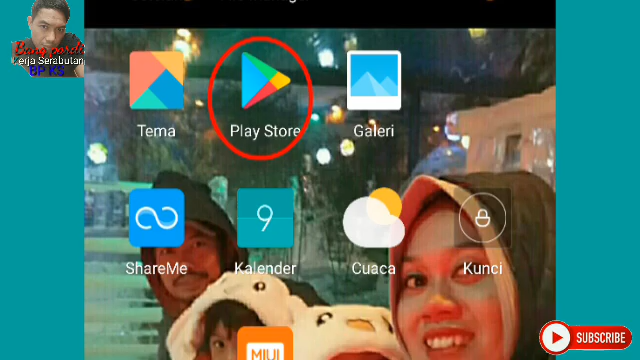 Bang pardi
Kerja Serabutan
BP KS
Tema
Play Store
Galeri
9
ShareMe
Kalender
Cuaca
Kunci
MIUI
SUBSCRIBE